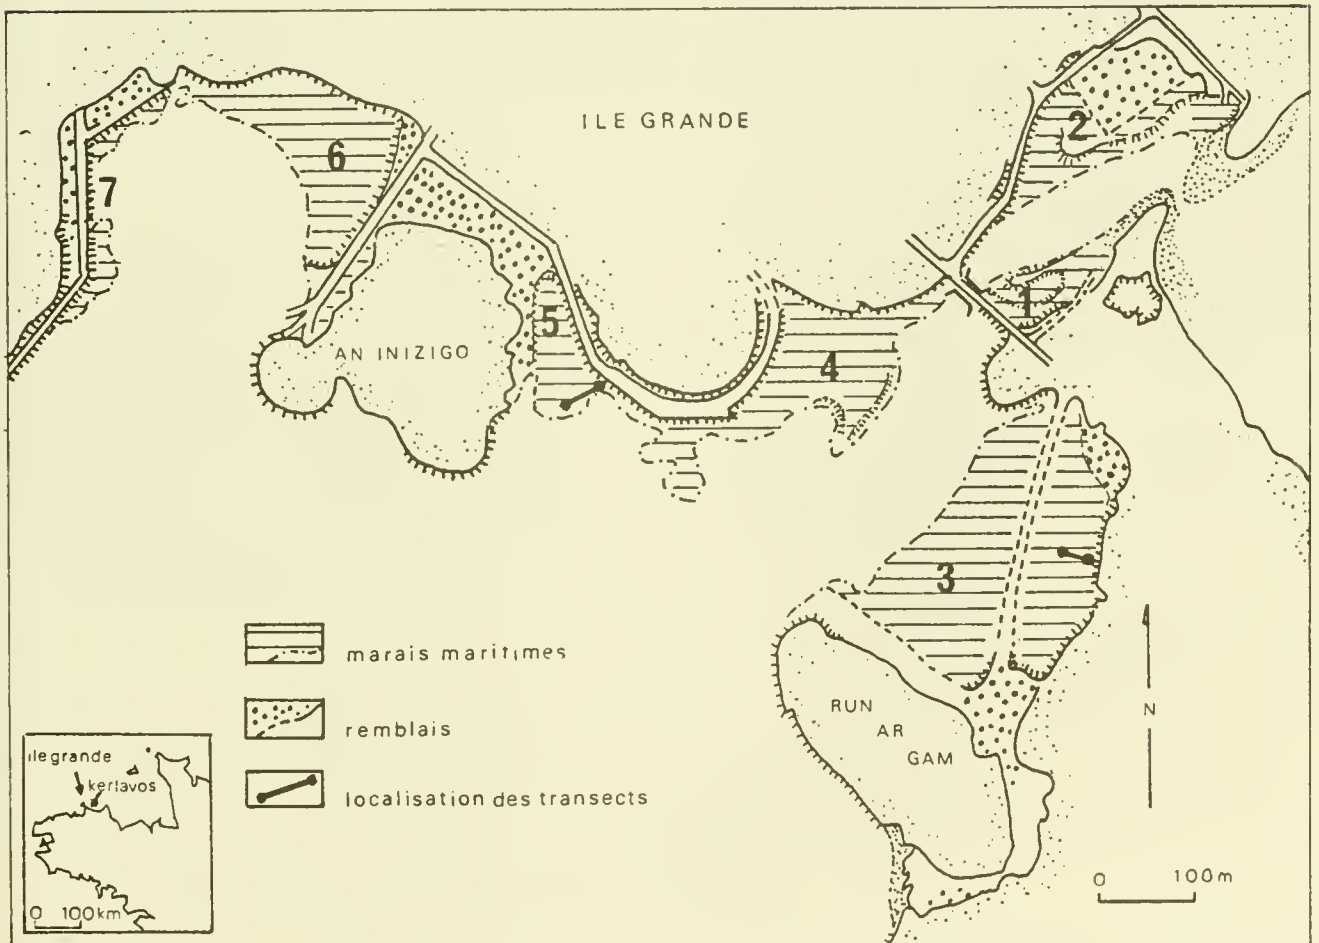 ILE GRANDE
2
6
7
1
5
AN INIZIGO
4
3
marais maritimes
RUN
AR
GAM
N
remblais
ile grande
kerlavos
localisation des transects
0 100m
0 100km